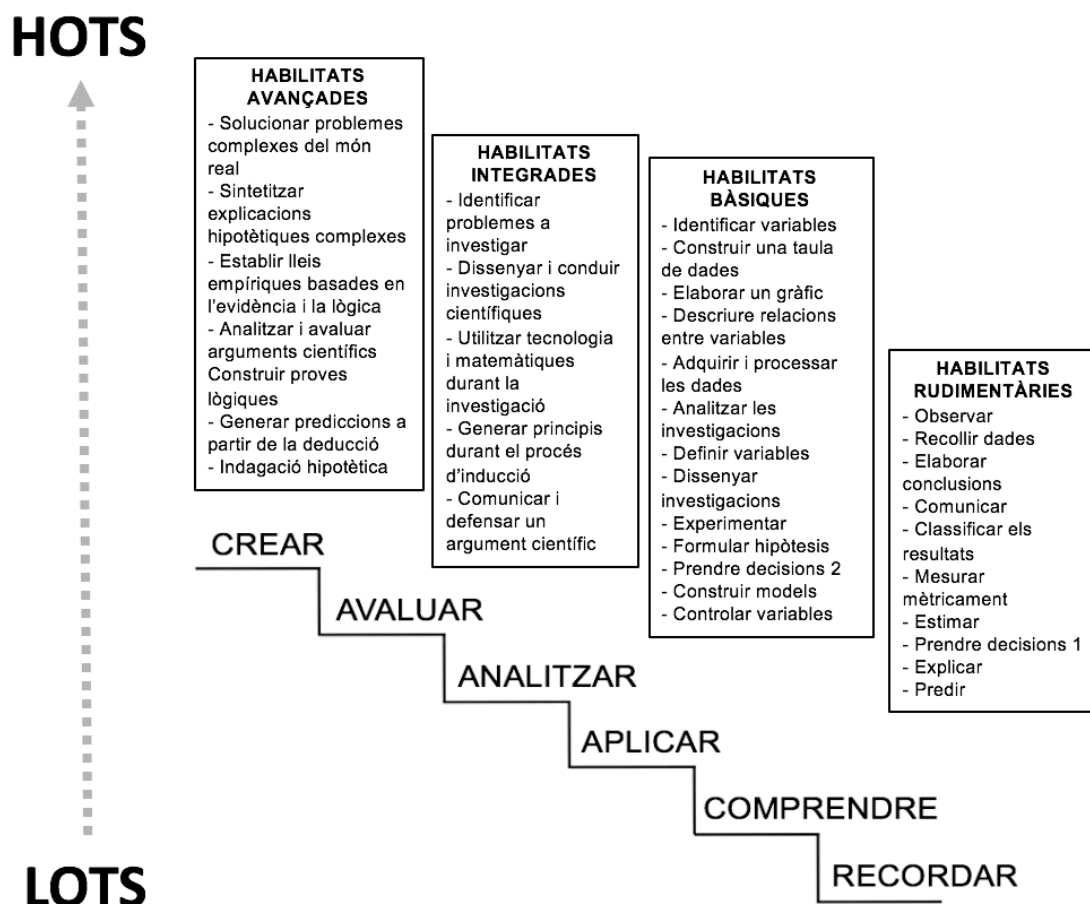 HOTS
HABILITATS
AVANÇADES
- Solucionar problemes
complexes del món
real
- Sintetitzar
explicacions
hipotètiques complexes
- Establir lleis
empíriques basades en
l'evidència i la lògica
- Analitzar i avaluar
arguments científics
Construir proves
lògiques
- Generar prediccions a
partir de la deducció
- Indagació hipotètica
HABILITATS
INTEGRADES
- Identificar
problemes a
investigar
- Dissenyar i conduir
investigacions
científiques
- Utilitzar tecnologia
i matemàtiques
durant la
investigació
- Generar principis
durant el procés
d'inducció
- Comunicar i
defensar un
argument científic
HABILITATS
BÀSIQUES
- Identificar variables
- Construir una taula
de dades
- Elaborar un gràfic
- Descriure relacions
entre variables
- Adquirir i processar
les dades
- Analitzar les
investigacions
- Definir variables
- Dissenyar
investigacions
- Experimentar
- Formular hipòtesis
- Prendre decisions 2
- Construir models
- Controlar variables
HABILITATS
RUDIMENTÀRIES
- Observar
- Recollir dades
- Elaborar
conclusions
- Comunicar
- Classificar els
resultats
- Mesurar
mètricament
- Estimar
- Prendre decisions 1
- Explicar
- Predir
CREAR
AVALUAR
ANALITZAR
APLICAR
COMPRENDRE
RECORDAR
LOTS